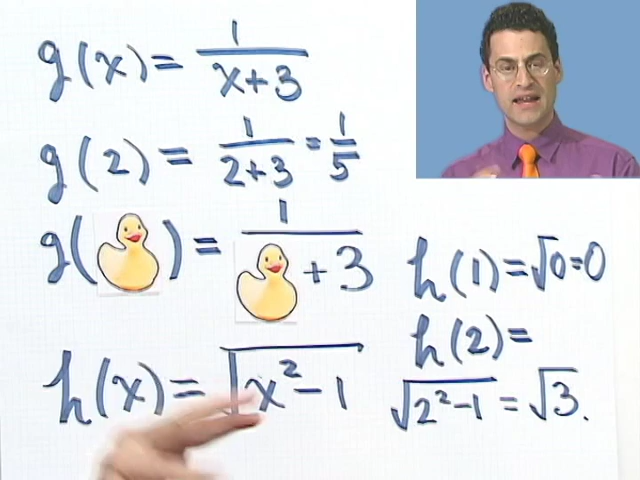 g(x) = 1/(x+3)
g(2) = 1/(2+3) = 1/5
g( ) = 1/( +3)
h(x) = √(x²-1)
h(1) = √0 = 0
h(2) =
√(2²-1) = √3.